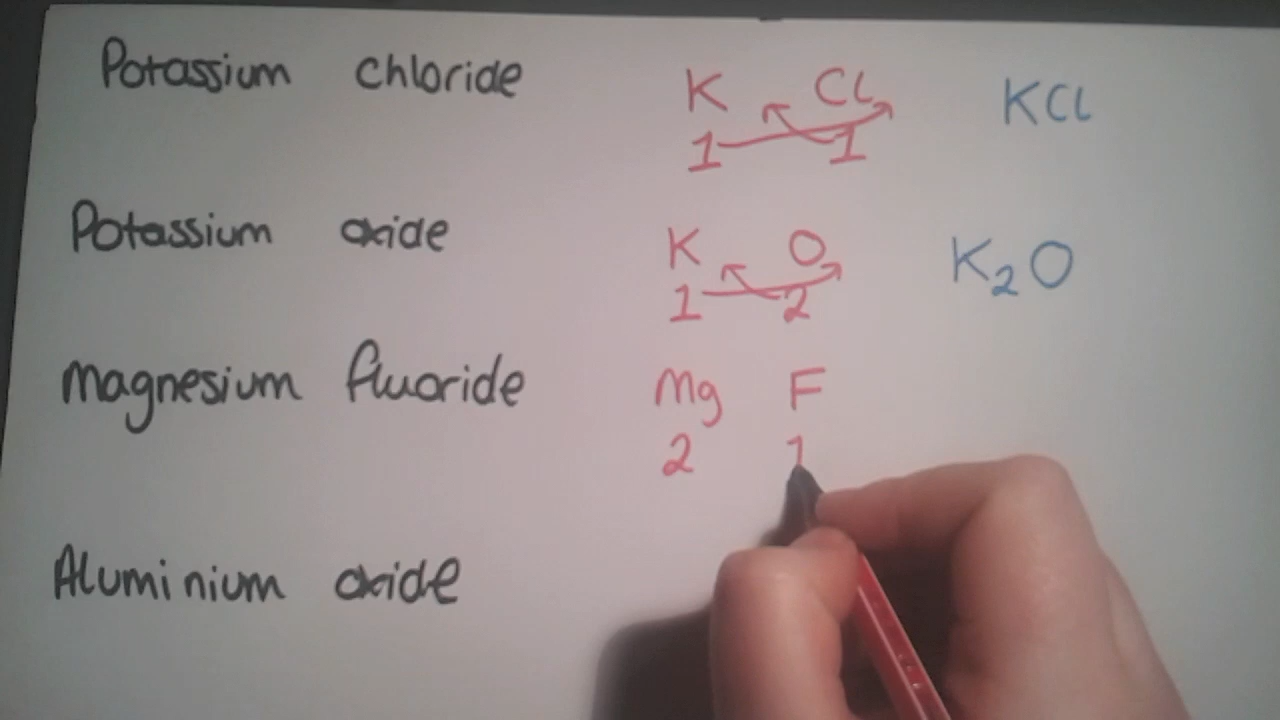 Potassium chloride K Cl KCl
1 1
Potassium oxide K O K2O
1 2
Magnesium fluoride Mg F
2 1
Aluminium oxide